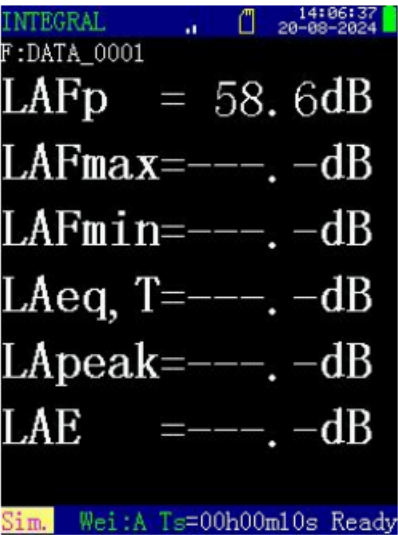 INTEGRAL 14:06:37
20-08-2024
F:DATA_0001
LAFp = 58.6dB
LAFmax=---.-dB
LAFmin=---.-dB
LAeq,T=---.-dB
LApeak=---.-dB
LAE =---.-dB
Sim. Wei:A Ts=00h00m10s Ready